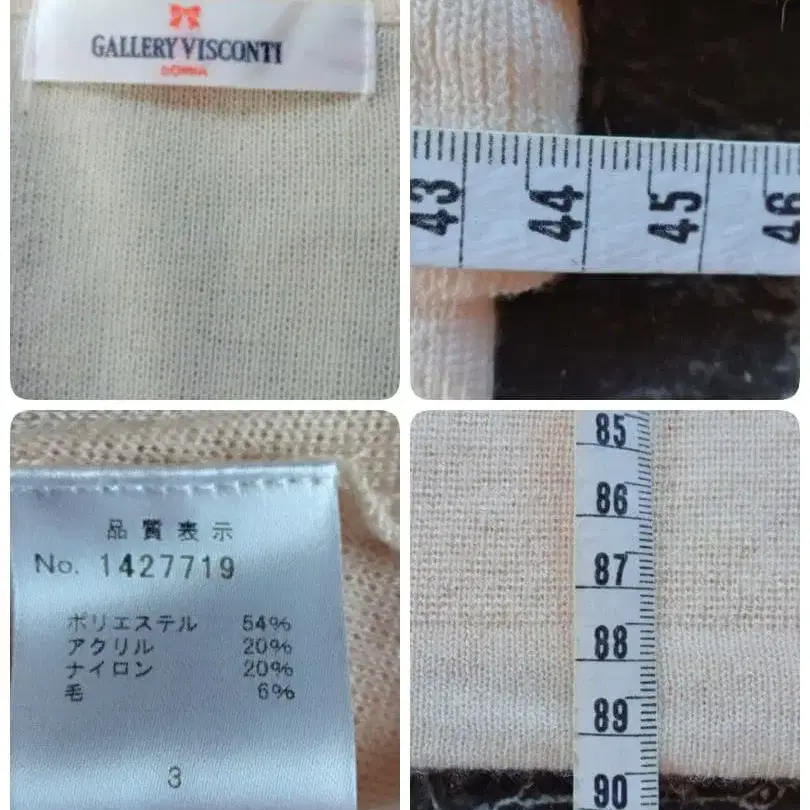 GALLERY VISCONTI
DONNA
43 44 45 46
品質表示
No. 1427719
ポリエステル 54%
アクリル 20%
ナイロン 20%
毛 6%
3
85
86
87
88
89
90